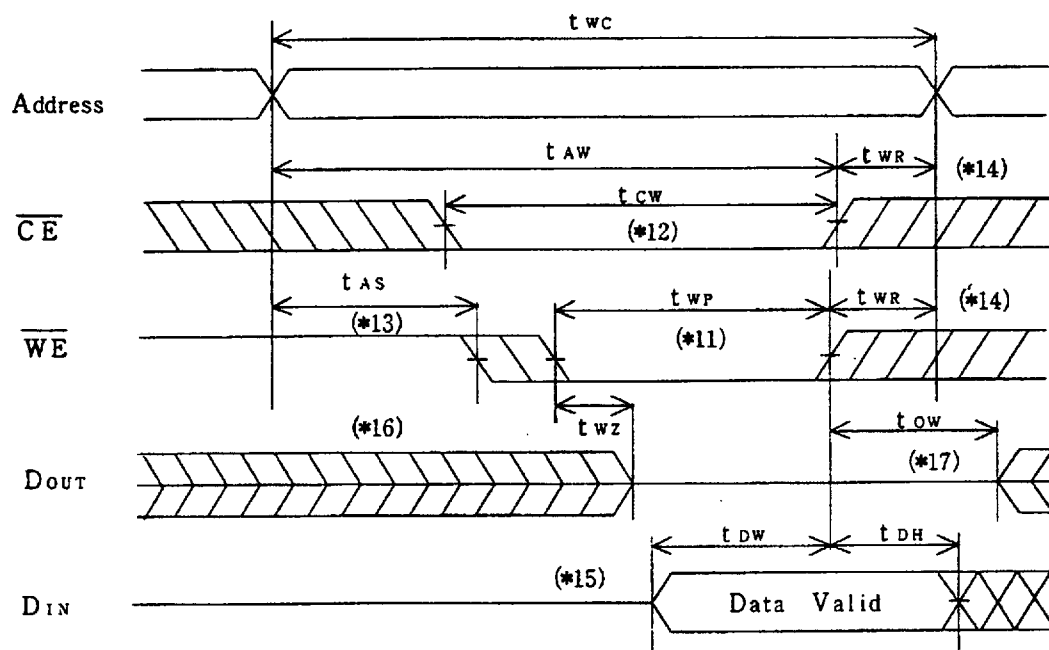 t WC
Address
t AW
t WR
(*14)
t CW
CE
(*12)
t AS
t WP
t WR
(*14)
(*13)
(*11)
WE
t WZ
t OW
(*16)
(*17)
DOUT
t DW
t DH
(*15)
DIN
Data Valid